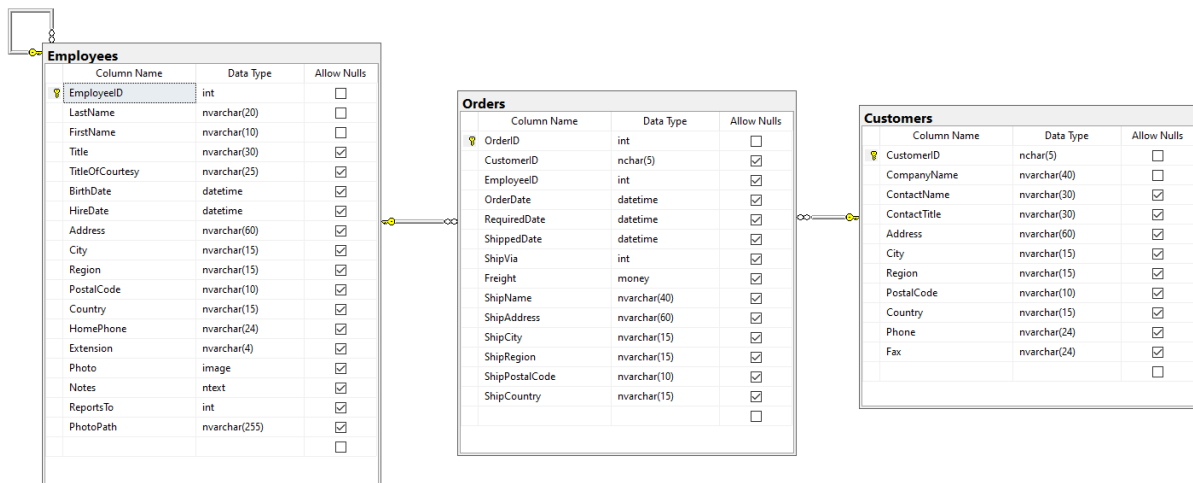 Employees
Column Name Data Type Allow Nulls
EmployeeID int
LastName nvarchar(20)
FirstName nvarchar(10)
Title nvarchar(30)
TitleOfCourtesy nvarchar(25)
BirthDate datetime
HireDate datetime
Address nvarchar(60)
City nvarchar(15)
Region nvarchar(15)
PostalCode nvarchar(10)
Country nvarchar(15)
HomePhone nvarchar(24)
Extension nvarchar(4)
Photo image
Notes ntext
ReportsTo int
PhotoPath nvarchar(255)
Orders
Column Name Data Type Allow Nulls
OrderID int
CustomerID nchar(5)
EmployeeID int
OrderDate datetime
RequiredDate datetime
ShippedDate datetime
ShipVia int
Freight money
ShipName nvarchar(40)
ShipAddress nvarchar(60)
ShipCity nvarchar(15)
ShipRegion nvarchar(15)
ShipPostalCode nvarchar(10)
ShipCountry nvarchar(15)
Customers
Column Name Data Type Allow Nulls
CustomerID nchar(5)
CompanyName nvarchar(40)
ContactName nvarchar(30)
ContactTitle nvarchar(30)
Address nvarchar(60)
City nvarchar(15)
Region nvarchar(15)
PostalCode nvarchar(10)
Country nvarchar(15)
Phone nvarchar(24)
Fax nvarchar(24)